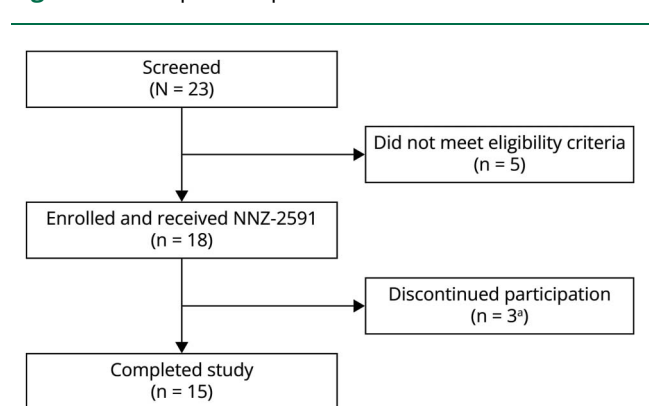 Screened
(N = 23)
Did not meet eligibility criteria
(n = 5)
Enrolled and received NNZ-2591
(n = 18)
Discontinued participation
(n = 3ᵃ)
Completed study
(n = 15)